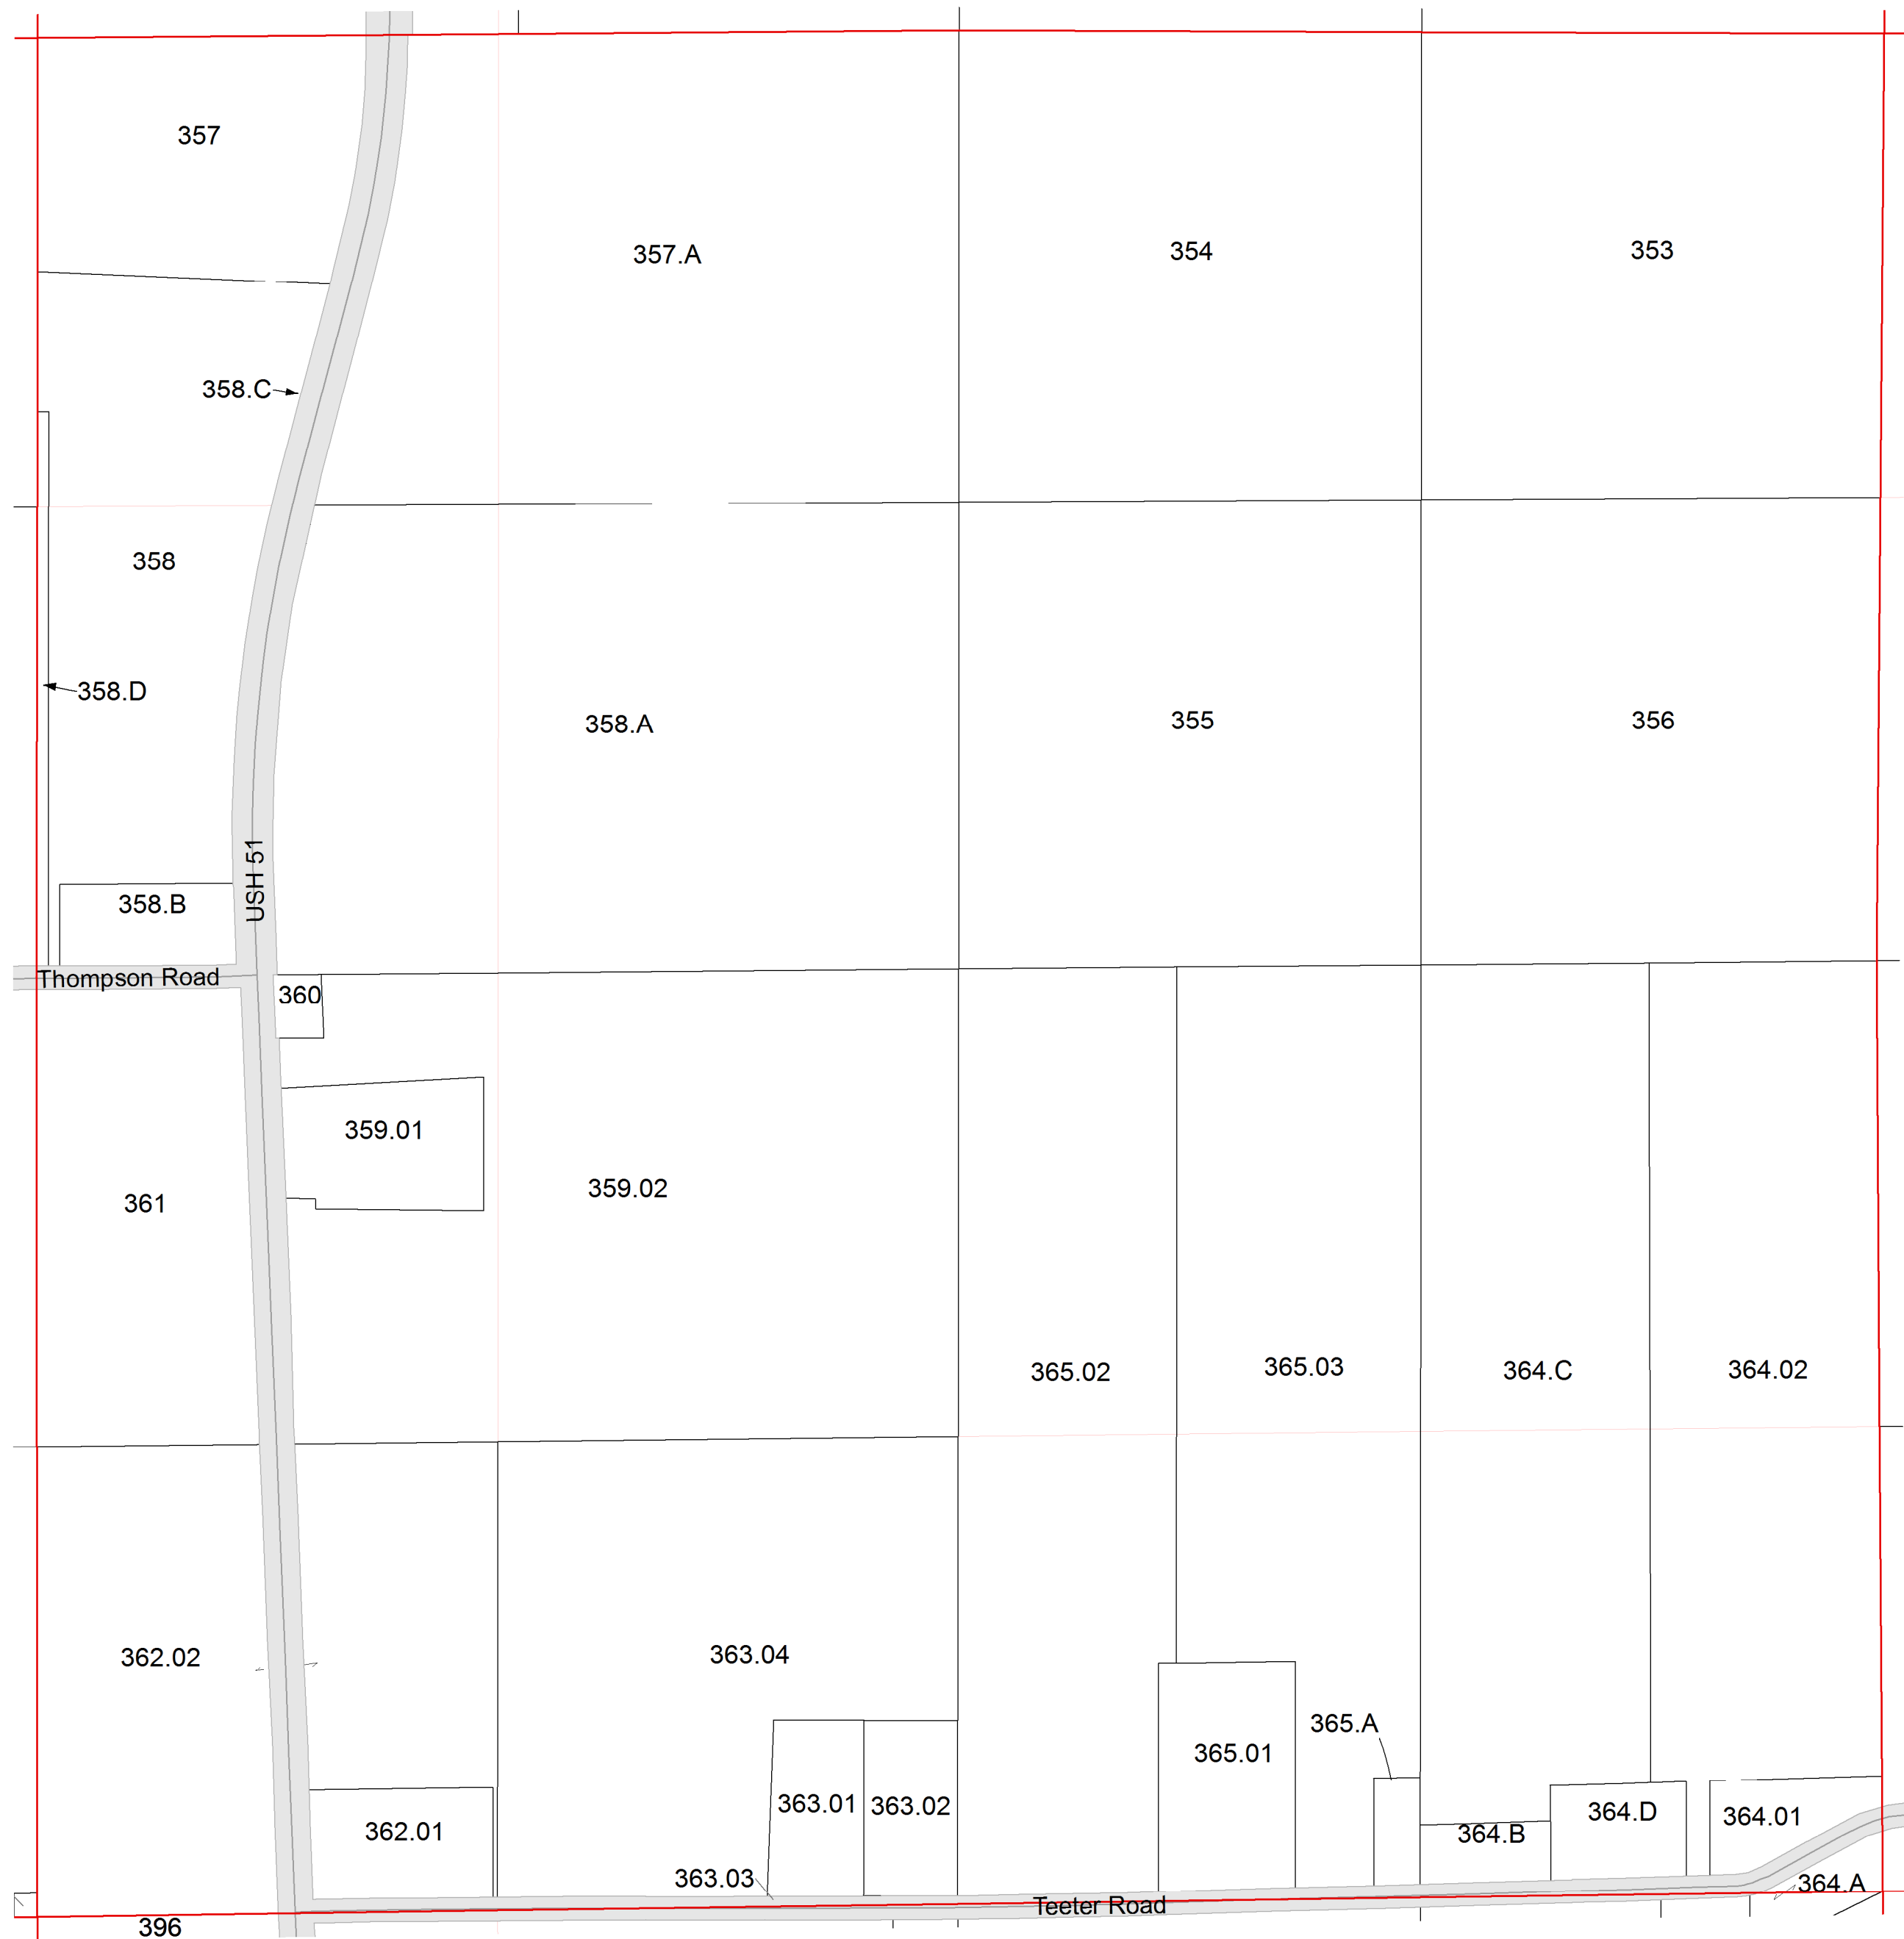 357
357.A
354
353
358.C
358
358.D
358.A
355
356
USH 51
358.B
Thompson Road
360
359.01
359.02
361
365.02
365.03
364.C
364.02
362.02
363.04
365.A
365.01
363.01
363.02
364.D
364.01
362.01
364.B
363.03
364.A
Teeter Road
396